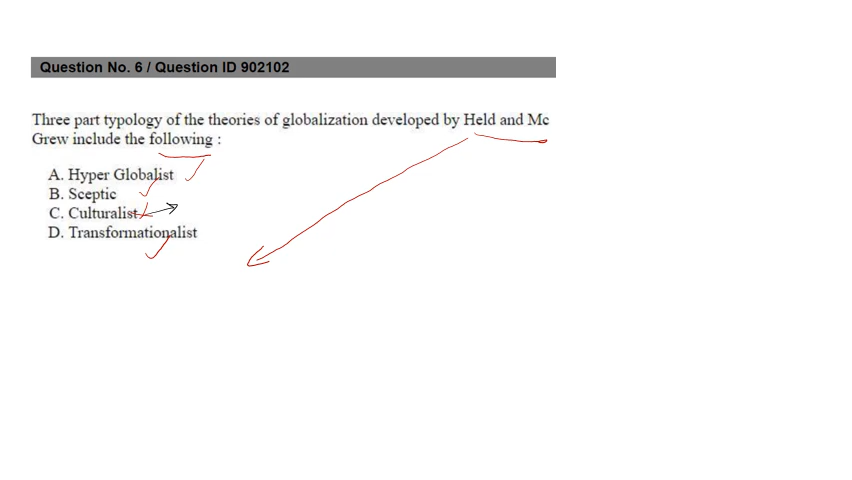 Question No. 6 / Question ID 902102
Three part typology of the theories of globalization developed by Held and Mc
Grew include the following :
A. Hyper Globalist
B. Sceptic
C. Culturalist
D. Transformationalist